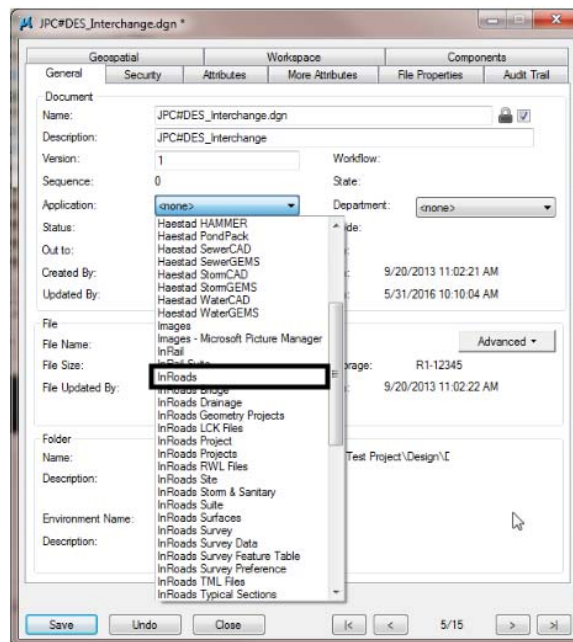 JPC#DES_Interchange.dgn *
Geospatial Workspace Components
General Security Attributes More Attributes File Properties Audit Trail
Document
Name: JPC#DES_Interchange.dgn
Description: JPC#DES_Interchange
Version: 1 Workflow:
Sequence: 0 State:
Application: <none> Department: <none>
Status: de:
Out to:
Created By: 9/20/2013 11:02:21 AM
Updated By: 5/31/2016 10:10:04 AM
Haestad HAMMER
Haestad PondPack
Haestad SewerCAD
Haestad SewerGEMS
Haestad StormCAD
Haestad StormGEMS
Haestad WaterCAD
Haestad WaterGEMS
Images
Images - Microsoft Picture Manager
InRail
InRail Suite
InRoads
InRoads Bridge
InRoads Drainage
InRoads Geometry Projects
InRoads LCK Files
InRoads Project
InRoads Projects
InRoads RWL Files
InRoads Site
InRoads Storm & Sanitary
InRoads Suite
InRoads Surfaces
InRoads Survey
InRoads Survey Data
InRoads Survey Feature Table
InRoads Survey Preference
InRoads TML Files
InRoads Typical Sections
File
File Name: Advanced
File Size: orage: R1-12345
File Updated By: 9/20/2013 11:02:22 AM
Folder
Name: Test Project\Design\
Description:
Environment Name:
Description:
Save Undo Close |< < 5/15 > >|